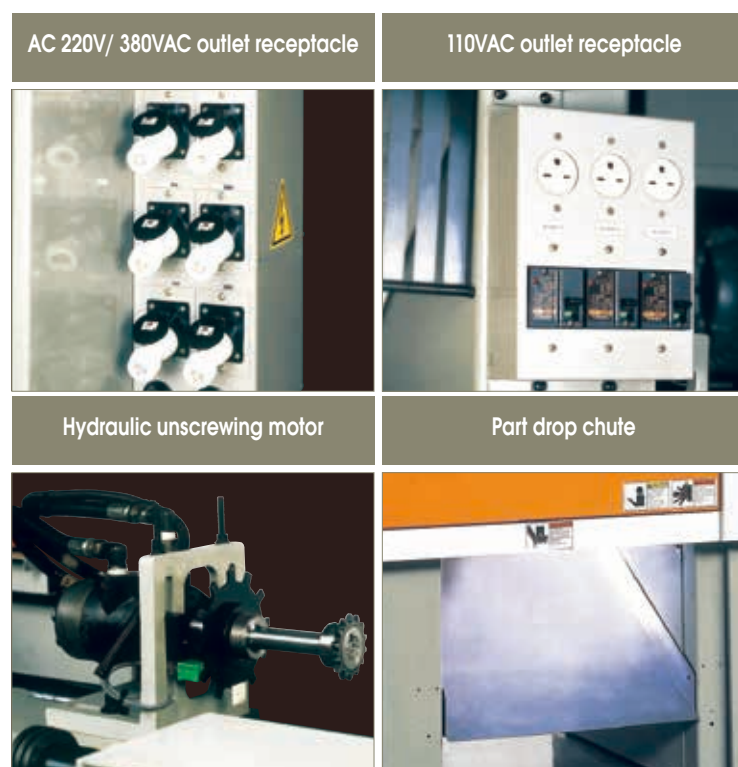 AC 220V/ 380VAC outlet receptacle
110VAC outlet receptacle
Hydraulic unscrewing motor
Part drop chute